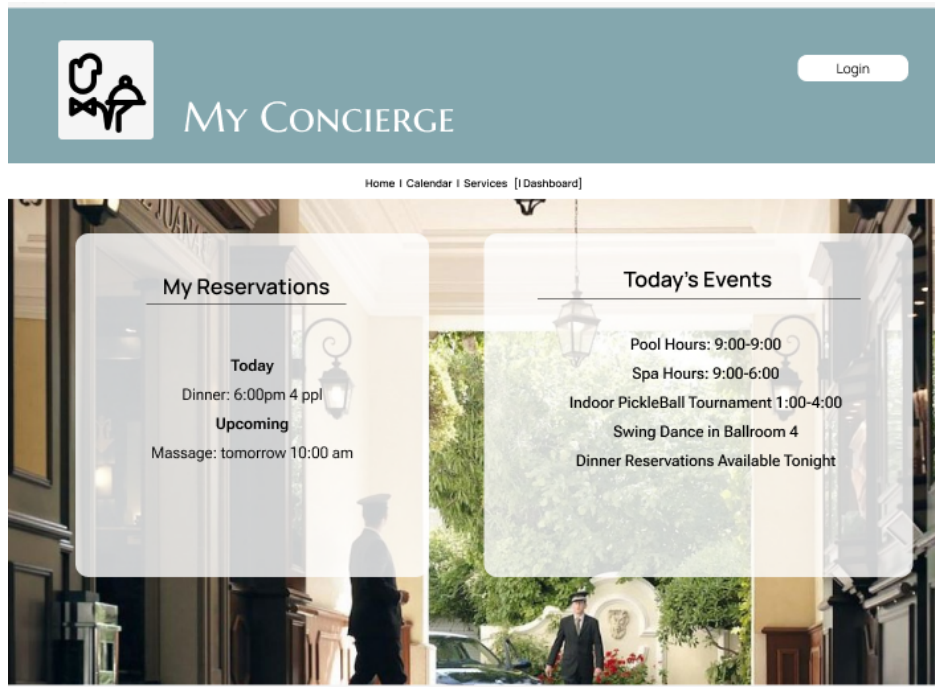 Login
My Concierge
Home I Calendar I Services [I Dashboard]
JUANA
My Reservations
Today
Dinner: 6:00pm 4 ppl
Upcoming
Massage: tomorrow 10:00 am
Today's Events
Pool Hours: 9:00-9:00
Spa Hours: 9:00-6:00
Indoor PickleBall Tournament 1:00-4:00
Swing Dance in Ballroom 4
Dinner Reservations Available Tonight